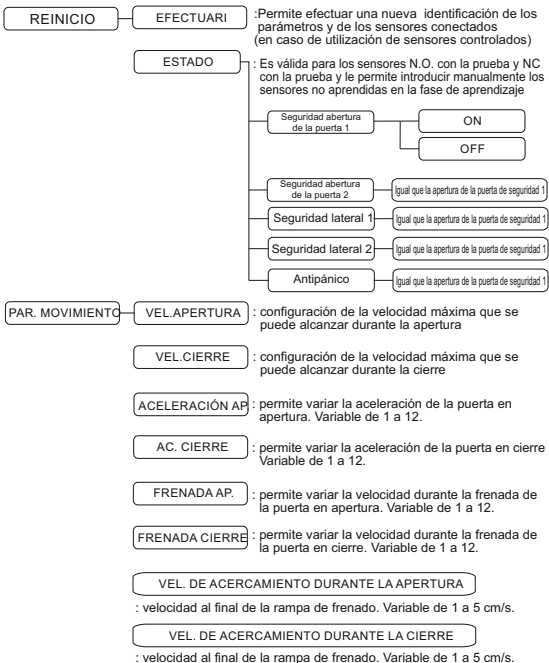 REINICIO
EFECTUARI
:Permite efectuar una nueva identificación de los
parámetros y de los sensores conectados
(en caso de utilización de sensores controlados)
ESTADO
: Es válida para los sensores N.O. con la prueba y NC
con la prueba y le permite introducir manualmente los
sensores no aprendidas en la fase de aprendizaje
Seguridad abertura
de la puerta 1
ON
OFF
Seguridad abertura
de la puerta 2
Igual que la apertura de la puerta de seguridad 1
Seguridad lateral 1
Igual que la apertura de la puerta de seguridad 1
Seguridad lateral 2
Igual que la apertura de la puerta de seguridad 1
Antipánico
Igual que la apertura de la puerta de seguridad 1
PAR. MOVIMIENTO
VEL.APERTURA
: configuración de la velocidad máxima que se
puede alcanzar durante la apertura
VEL.CIERRE
: configuración de la velocidad máxima que se
puede alcanzar durante la cierre
ACELERACIÓN AP.
: permite variar la aceleración de la puerta en
apertura. Variable de 1 a 12.
AC. CIERRE
: permite variar la aceleración de la puerta en cierre
Variable de 1 a 12.
FRENADA AP.
: permite variar la velocidad durante la frenada de
la puerta en apertura. Variable de 1 a 12.
FRENADA CIERRE
: permite variar la velocidad durante la frenada de
la puerta en cierre. Variable de 1 a 12.
VEL. DE ACERCAMIENTO DURANTE LA APERTURA
: velocidad al final de la rampa de frenado. Variable de 1 a 5 cm/s.
VEL. DE ACERCAMIENTO DURANTE LA CIERRE
: velocidad al final de la rampa de frenado. Variable de 1 a 5 cm/s.